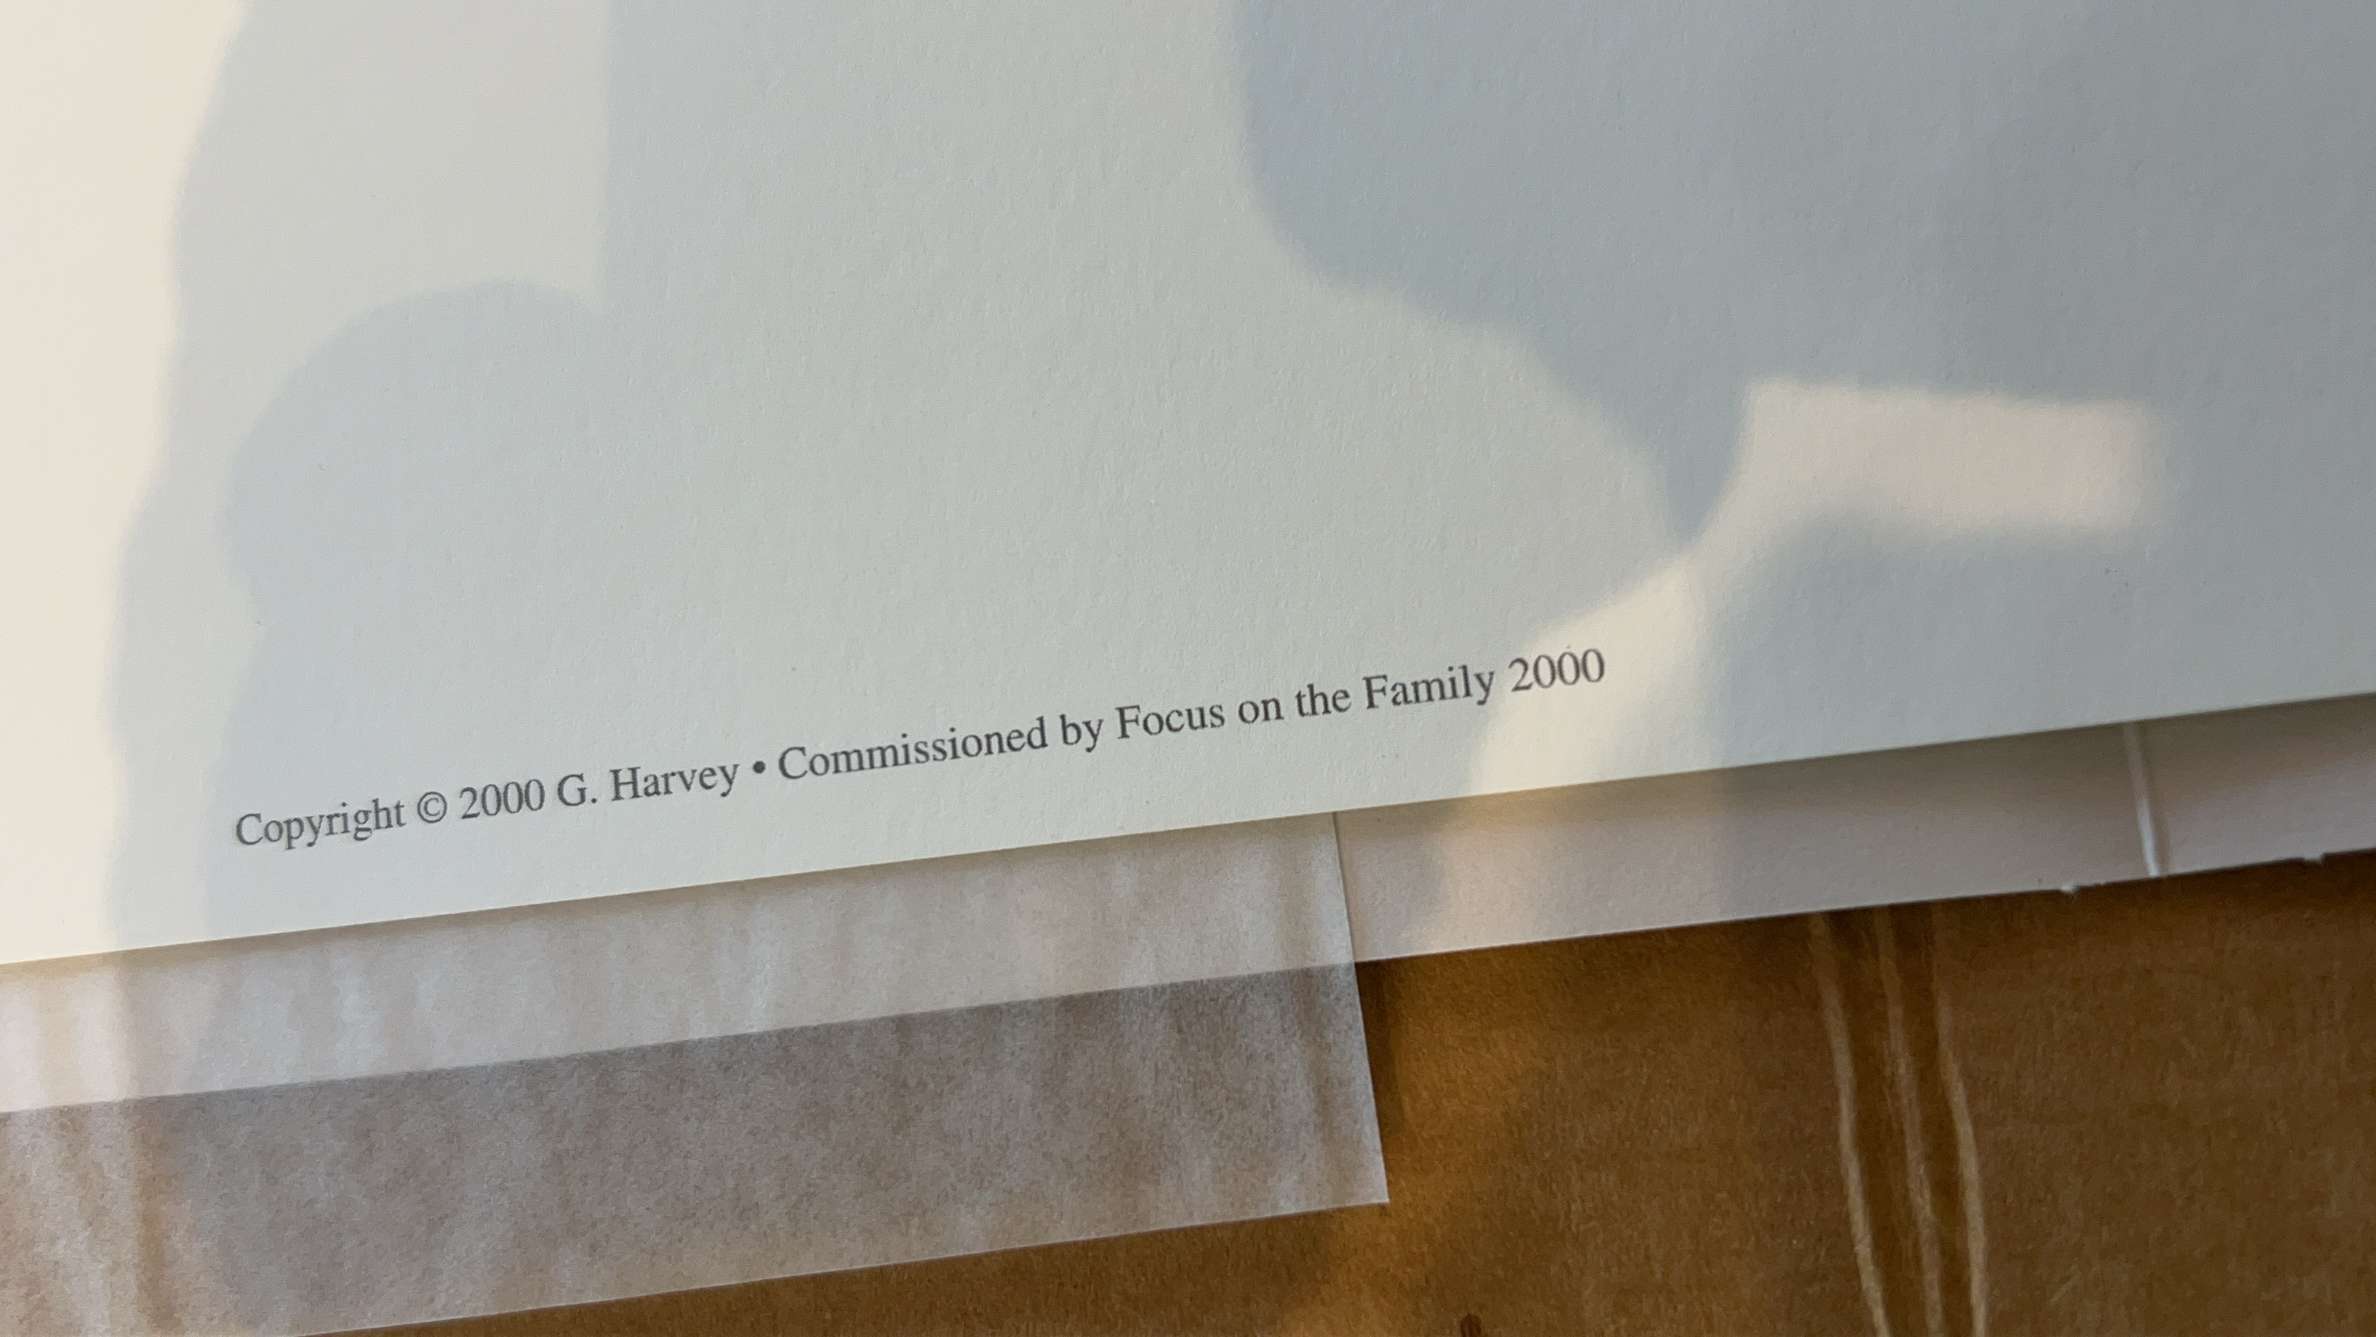 Copyright © 2000 G. Harvey • Commissioned by Focus on the Family 2000